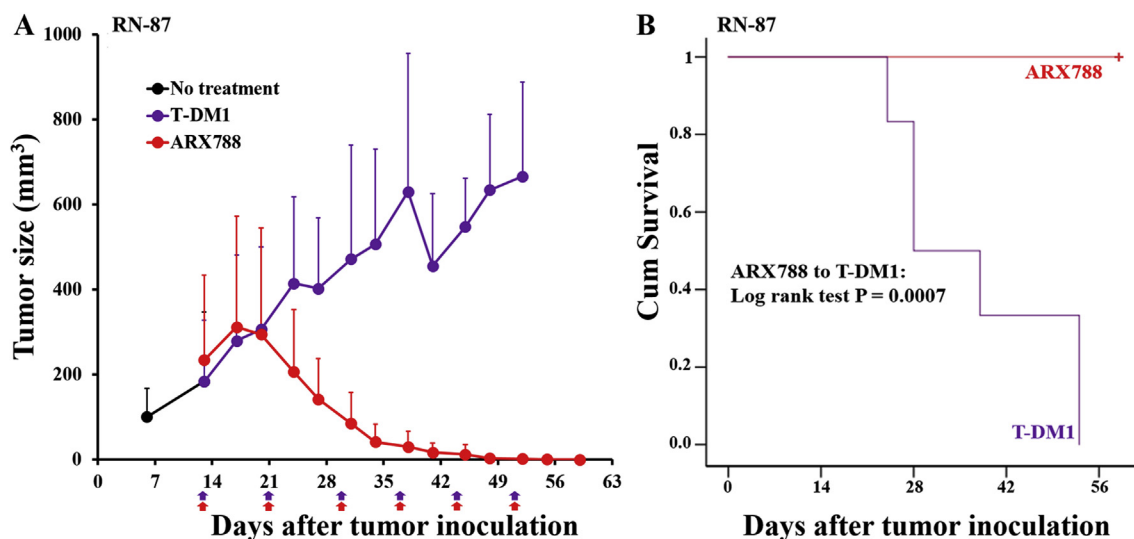 A
RN-87
1000
800
600
400
200
0
Tumor size (mm³)
No treatment
T-DM1
ARX788
0 7 14 21 28 35 42 49 56 63
Days after tumor inoculation
B
RN-87
1
0.8
0.6
0.4
0.2
0.0
Cum Survival
ARX788
ARX788 to T-DM1:
Log rank test P = 0.0007
T-DM1
0 14 28 42 56
Days after tumor inoculation